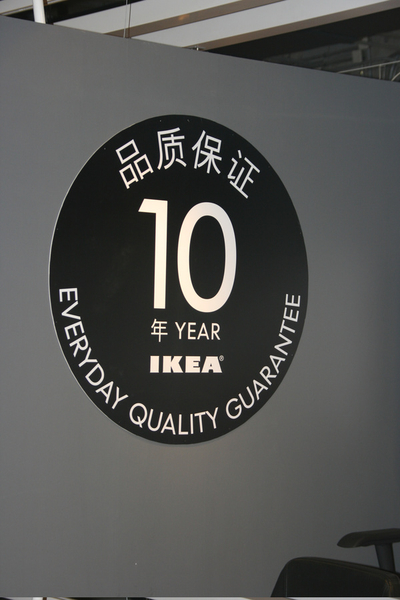 品质保证
10
年 YEAR
IKEA®
EVERYDAY QUALITY GUARANTEE